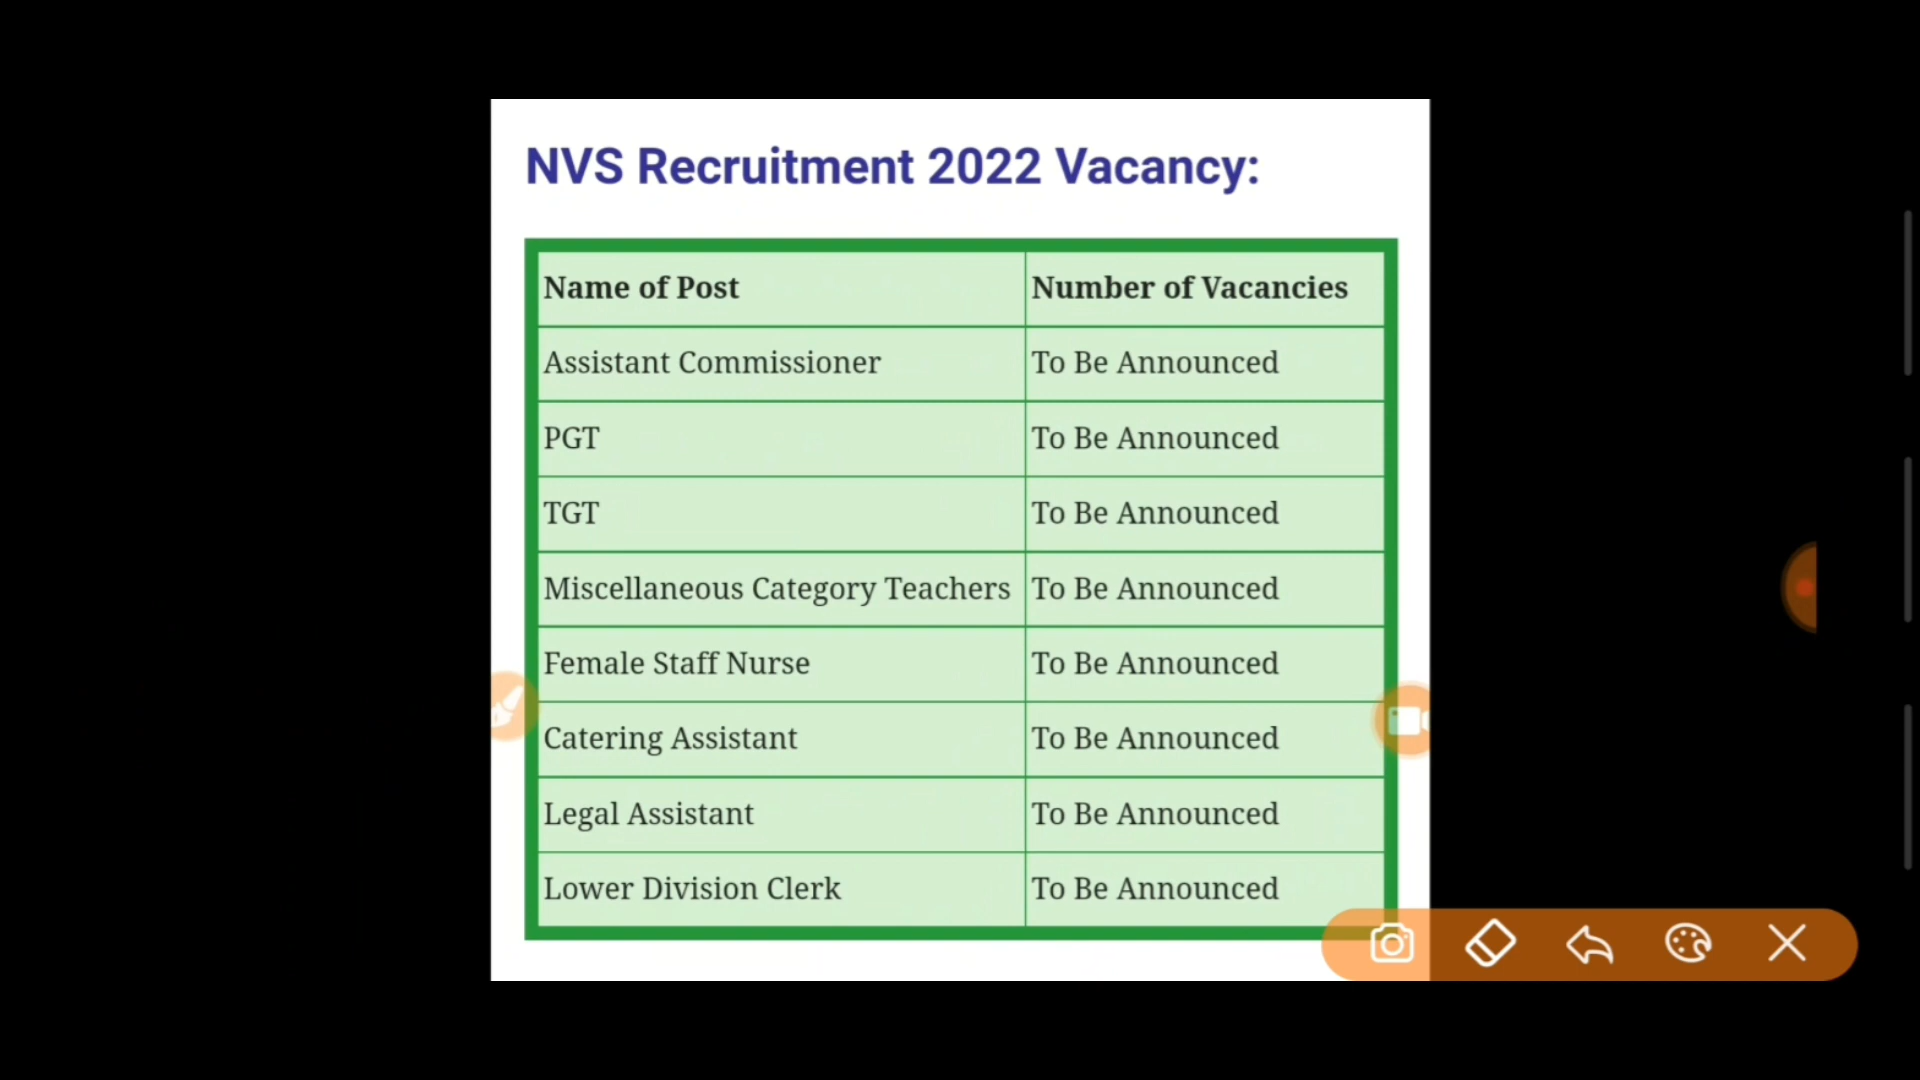 NVS Recruitment 2022 Vacancy:
Name of Post Number of Vacancies
Assistant Commissioner To Be Announced
PGT To Be Announced
TGT To Be Announced
Miscellaneous Category Teachers To Be Announced
Female Staff Nurse To Be Announced
Catering Assistant To Be Announced
Legal Assistant To Be Announced
Lower Division Clerk To Be Announced